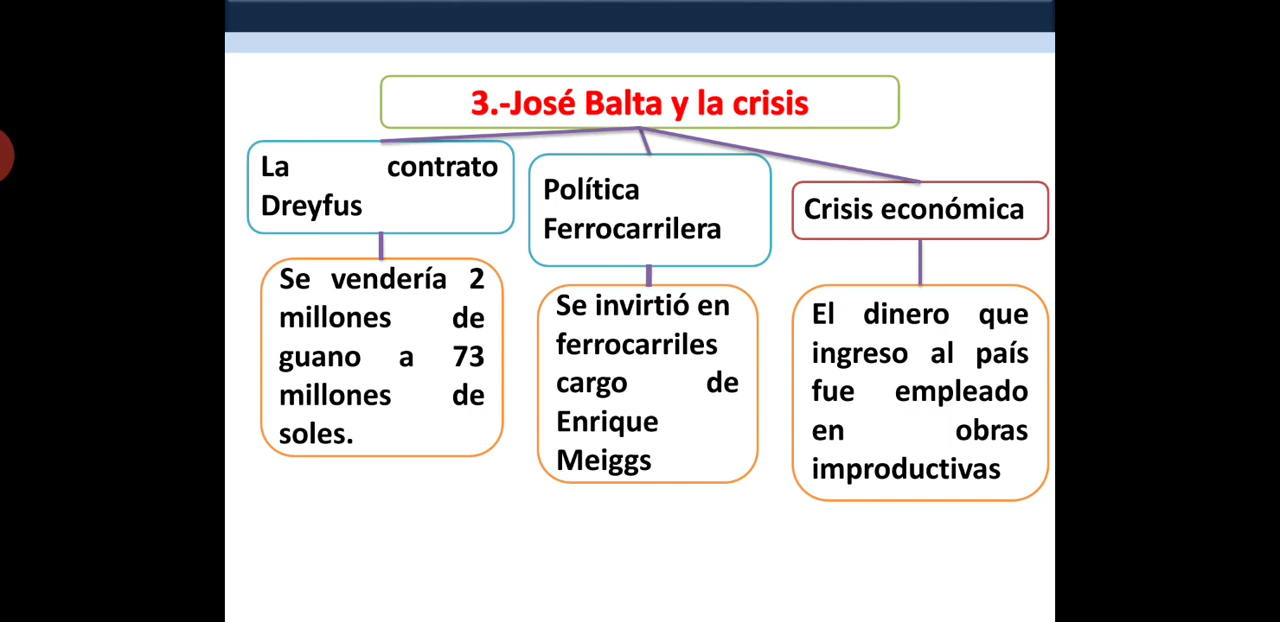 3.-José Balta y la crisis
La contrato
Dreyfus
Se vendería 2
millones de
guano a 73
millones de
soles.
Política
Ferrocarrilera
Se invirtió en
ferrocarriles
cargo de
Enrique
Meiggs
Crisis económica
El dinero que
ingreso al país
fue empleado
en obras
improductivas